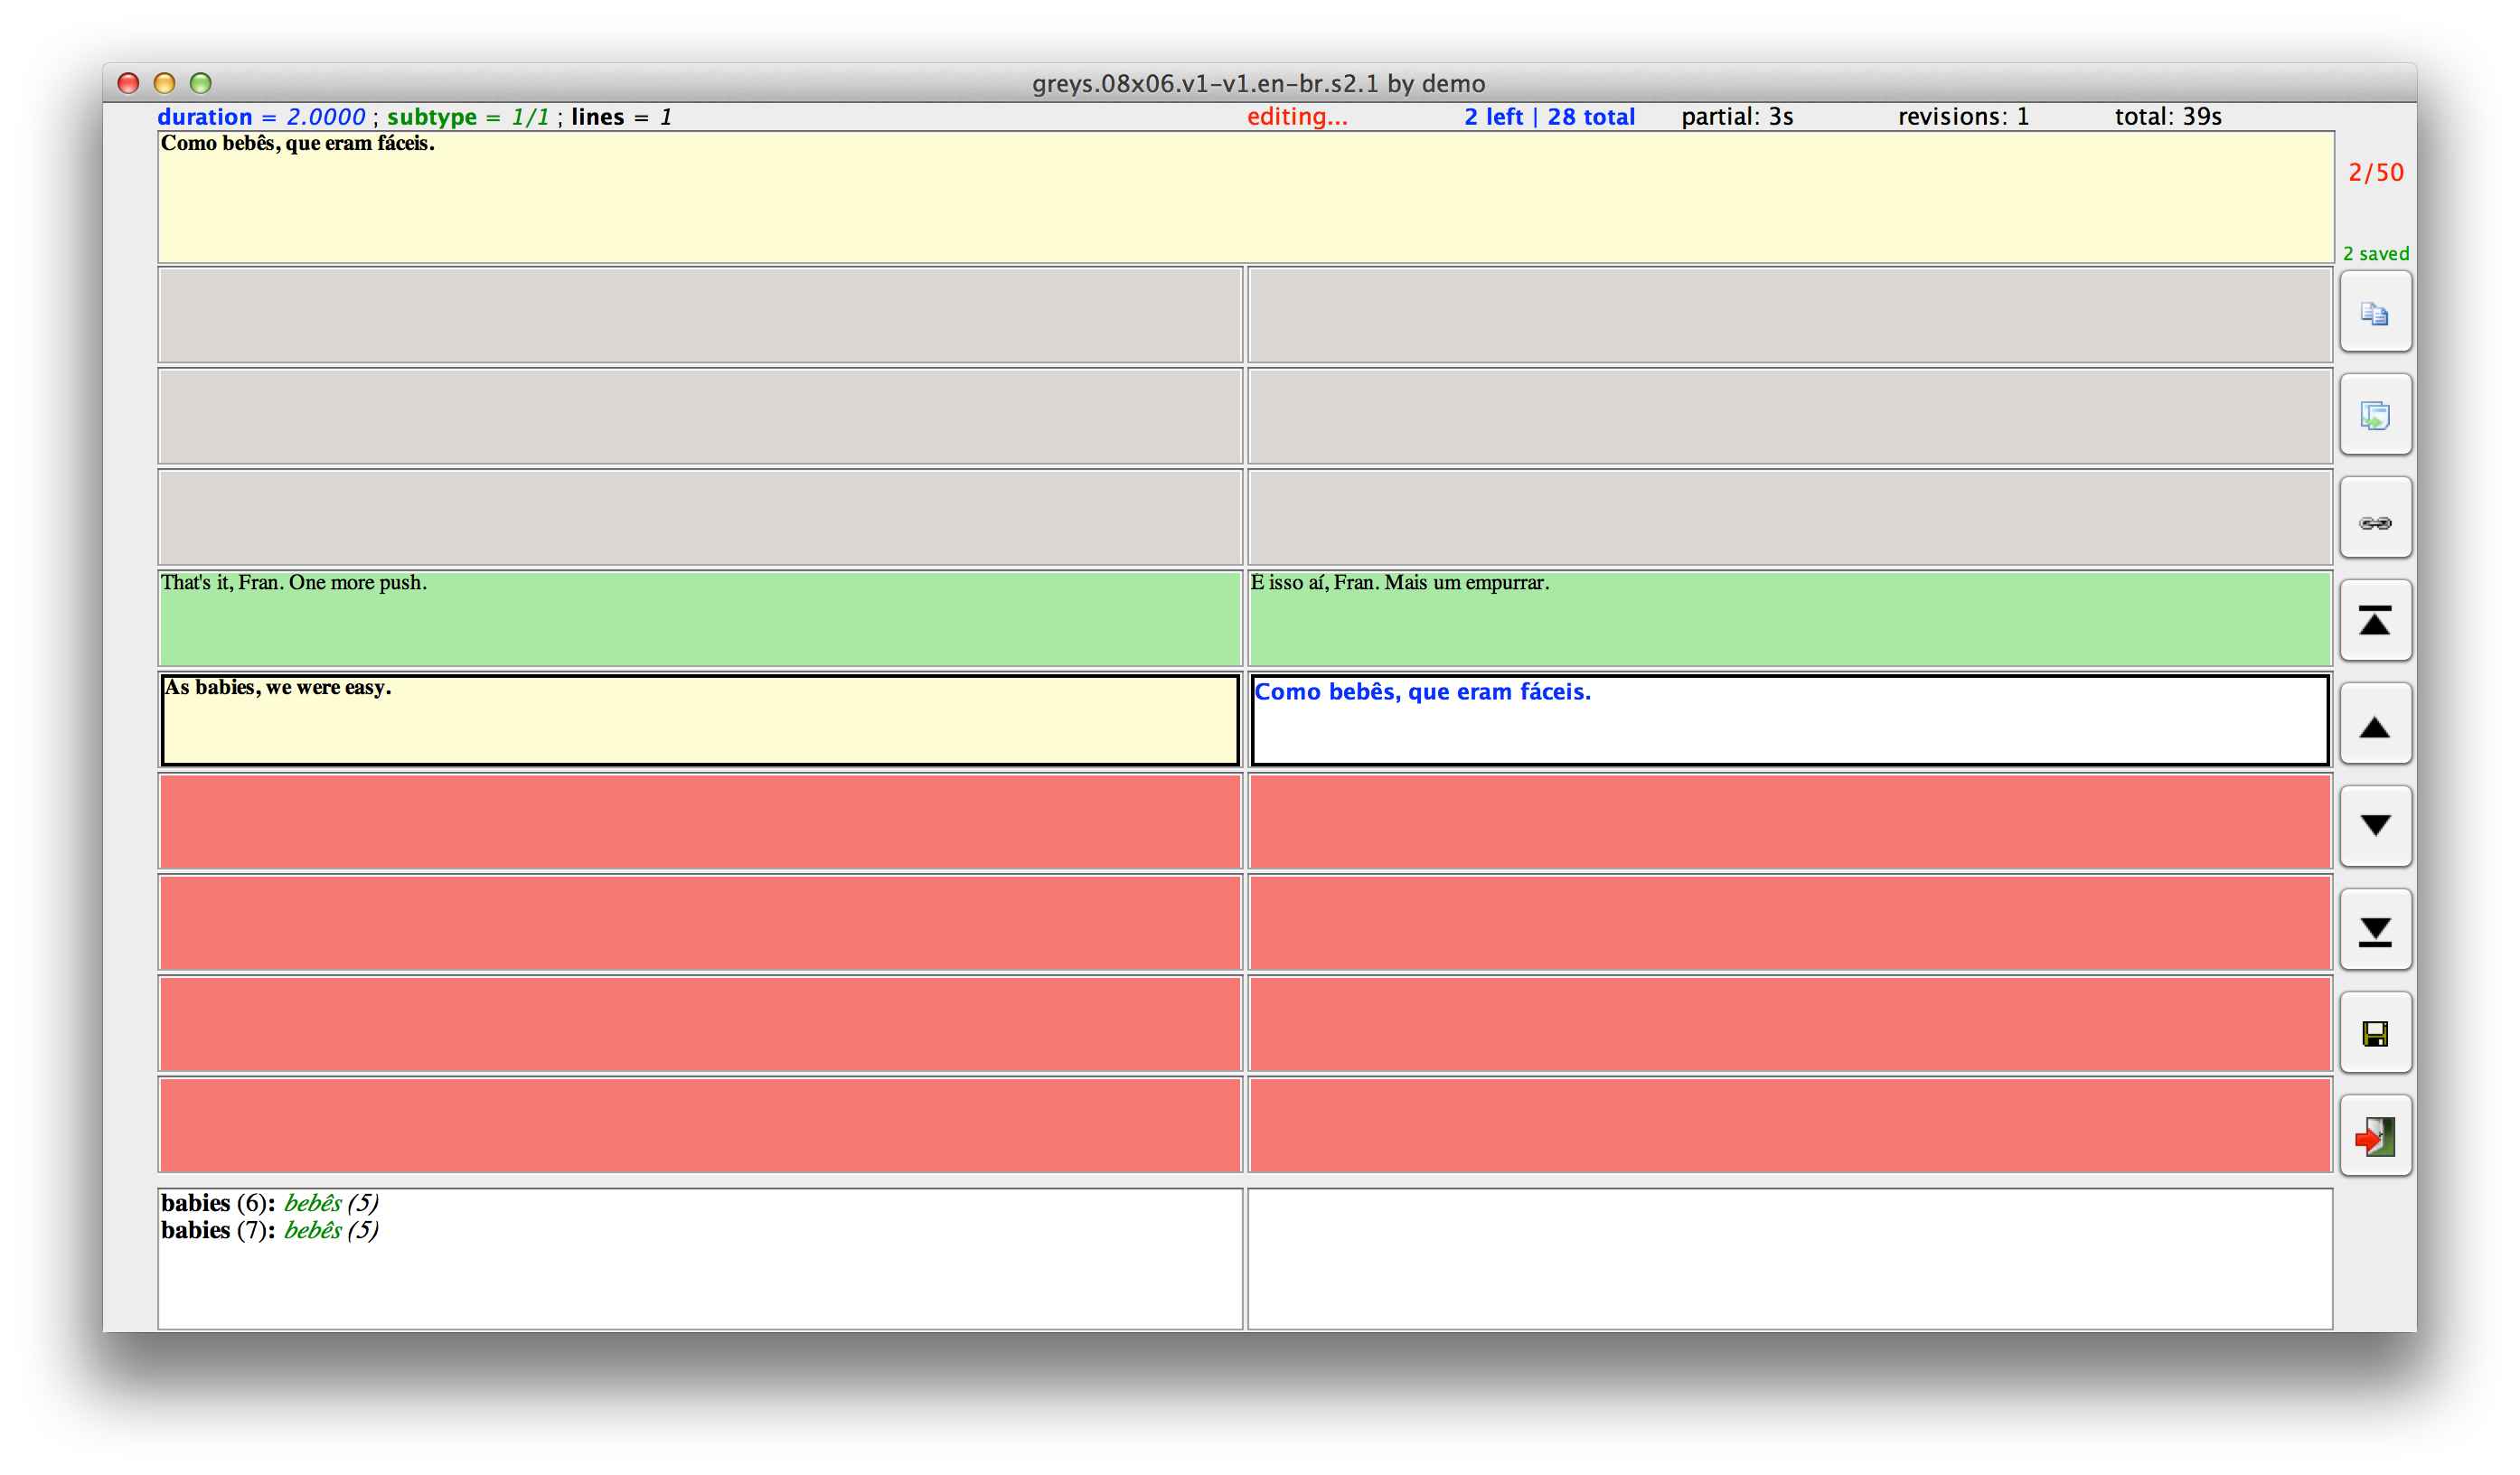 greys.08x06.v1-v1.en-br.s2.1 by demo
duration = 2.0000 ; subtype = 1/1 ; lines = 1 editing... 2 left | 28 total partial: 3s revisions: 1 total: 39s
Como bebês, que eram fáceis.
2/50
2 saved
That's it, Fran. One more push.
É isso aí, Fran. Mais um empurrar.
As babies, we were easy.
Como bebês, que eram fáceis.
babies (6): bebês (5)
babies (7): bebês (5)